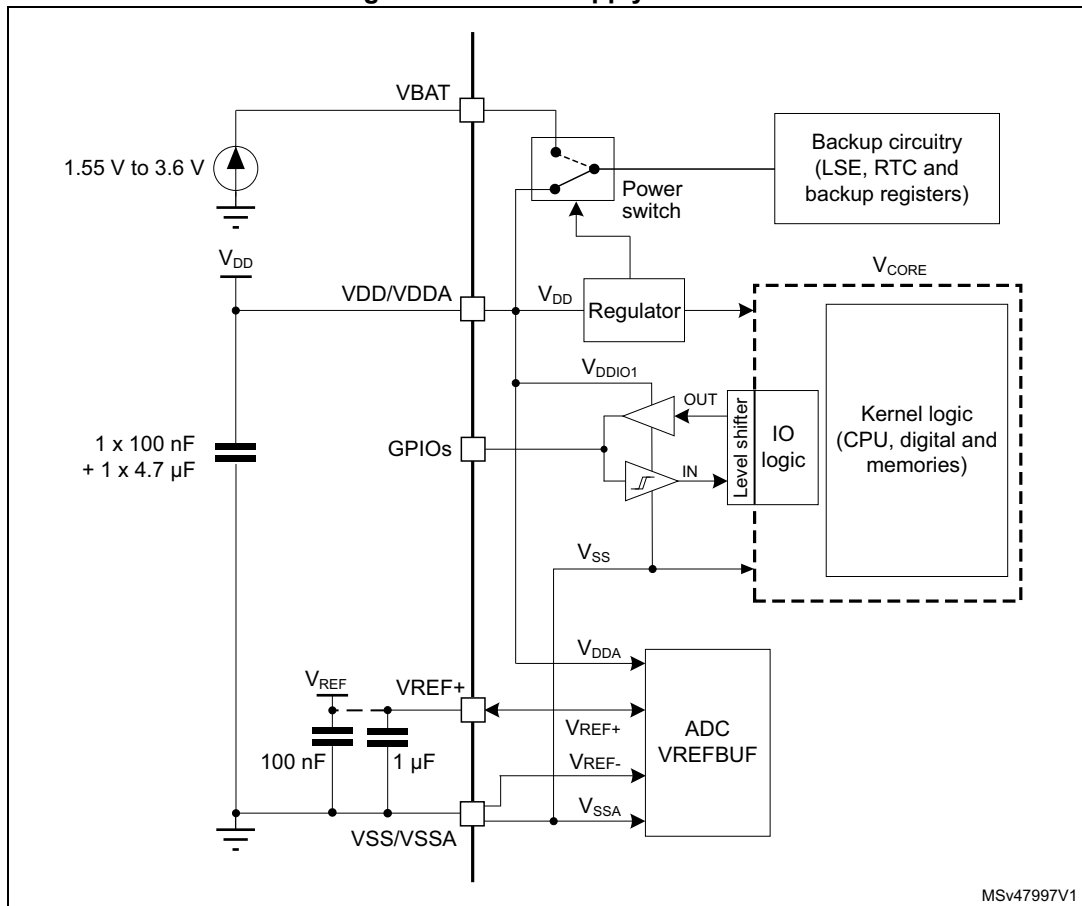 VBAT
1.55 V to 3.6 V
Power
switch
Backup circuitry
(LSE, RTC and
backup registers)
VDD
VDD/VDDA
VDD
Regulator
VCORE
VDDIO1
OUT
GPIOs
IN
Level shifter
IO
logic
Kernel logic
(CPU, digital and
memories)
1 x 100 nF
+ 1 x 4.7 µF
VSS
VDDA
VREF
VREF+
VREF+
100 nF
1 µF
VREF-
ADC
VREFBUF
VSSA
VSS/VSSA
MSv47997V1